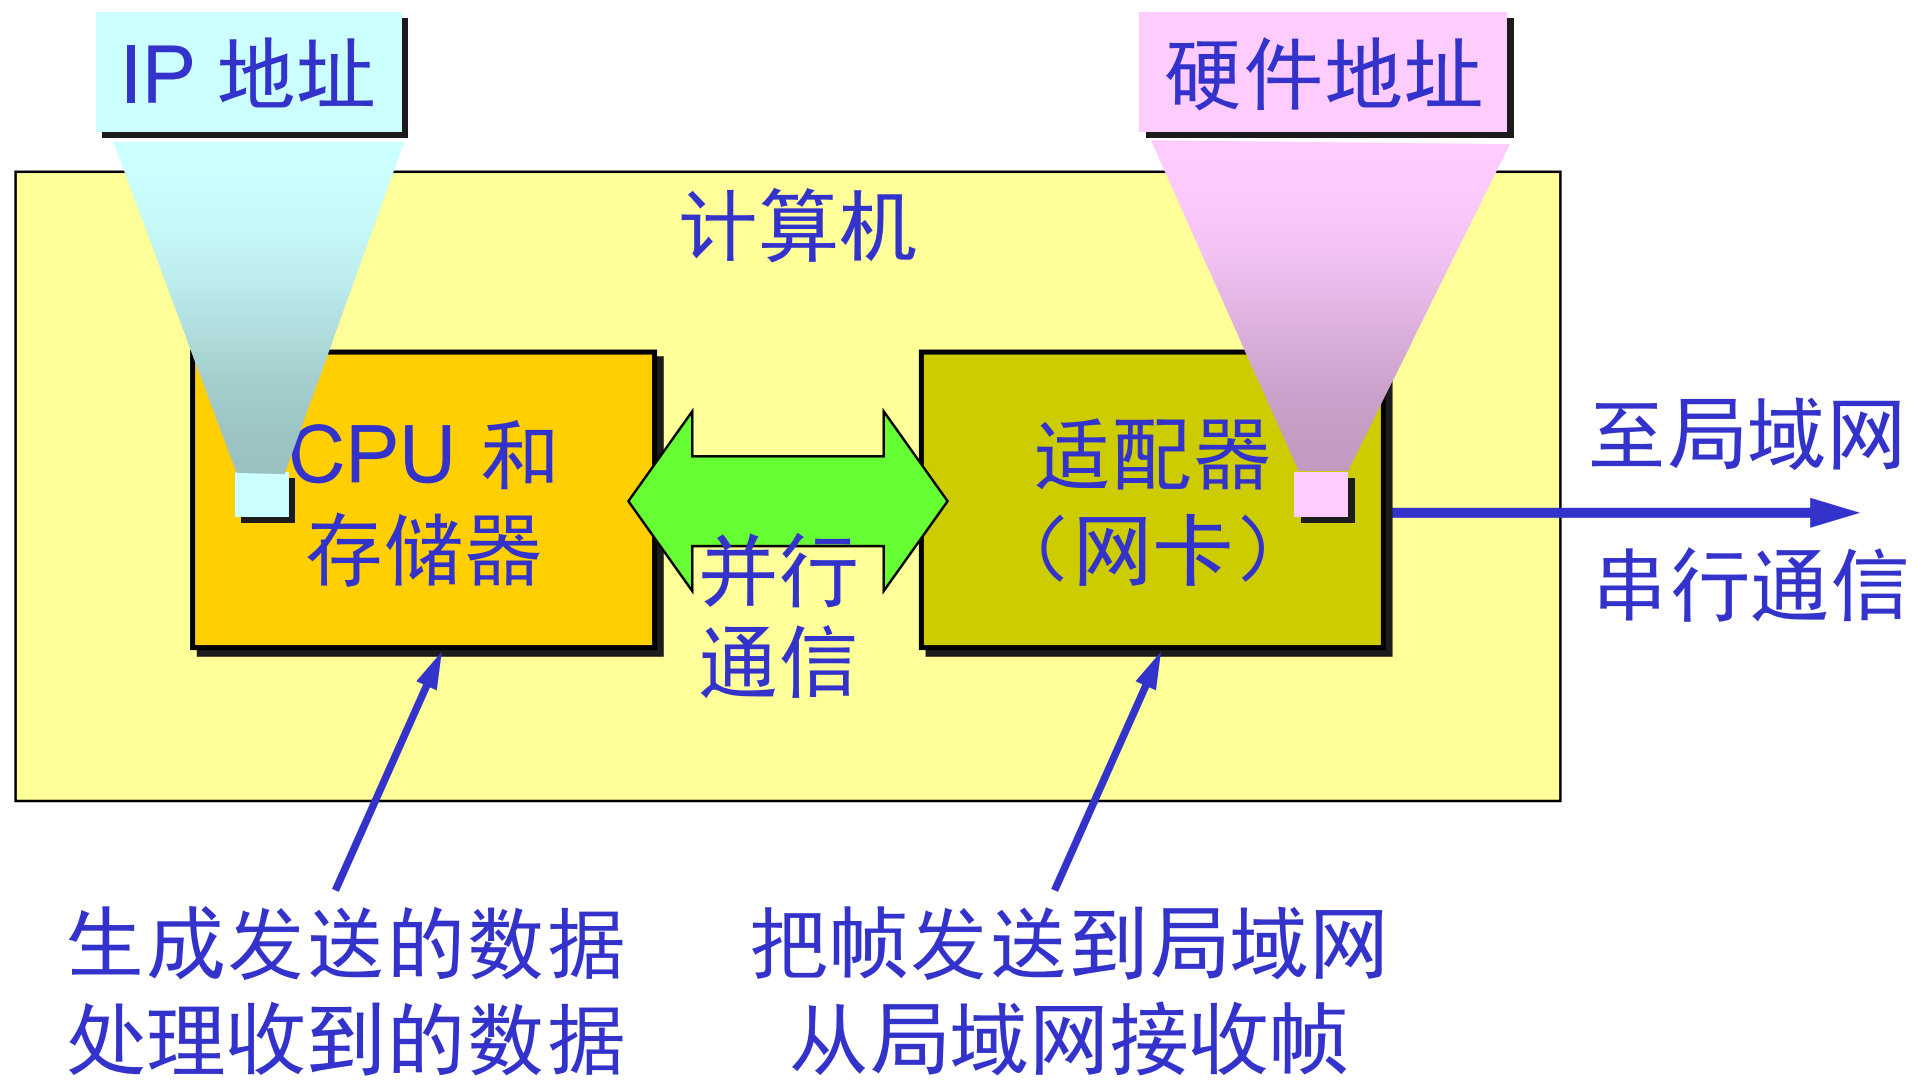 IP 地址
硬件地址
计算机
CPU 和
存储器
适配器
（网卡）
并行
通信
至局域网
串行通信
生成发送的数据
处理收到的数据
把帧发送到局域网
从局域网接收帧